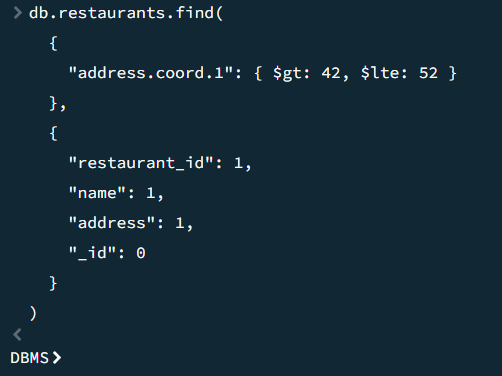 > db.restaurants.find(
{
"address.coord.1": { $gt: 42, $lte: 52 }
},
{
"restaurant_id": 1,
"name": 1,
"address": 1,
"_id": 0
}
)
<
DBMS>